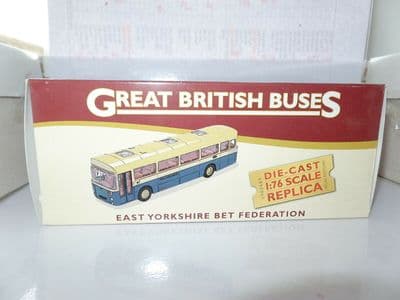 GREAT BRITISH BUSES
DIE-CAST
1:76 SCALE
REPLICA
EAST YORKSHIRE BET FEDERATION